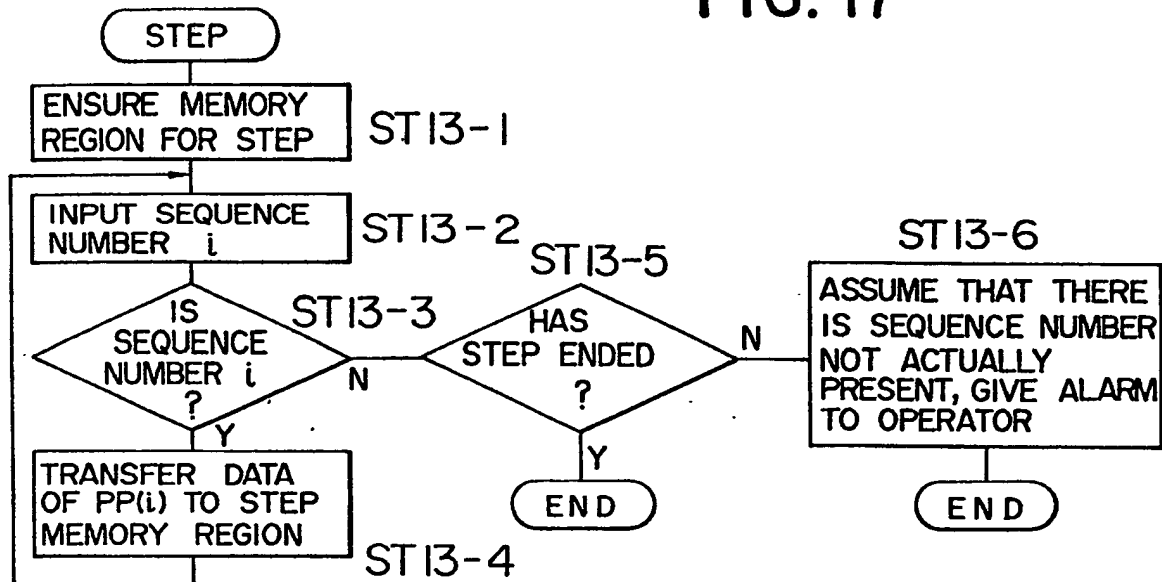 FIG. 17
STEP
ENSURE MEMORY
REGION FOR STEP
ST13-1
INPUT SEQUENCE
NUMBER i
ST13-2
IS
SEQUENCE
NUMBER i
?
ST13-3
N
Y
TRANSFER DATA
OF PP(i) TO STEP
MEMORY REGION
ST13-4
ST13-5
HAS
STEP ENDED
?
N
Y
END
ST13-6
ASSUME THAT THERE
IS SEQUENCE NUMBER
NOT ACTUALLY
PRESENT, GIVE ALARM
TO OPERATOR
END